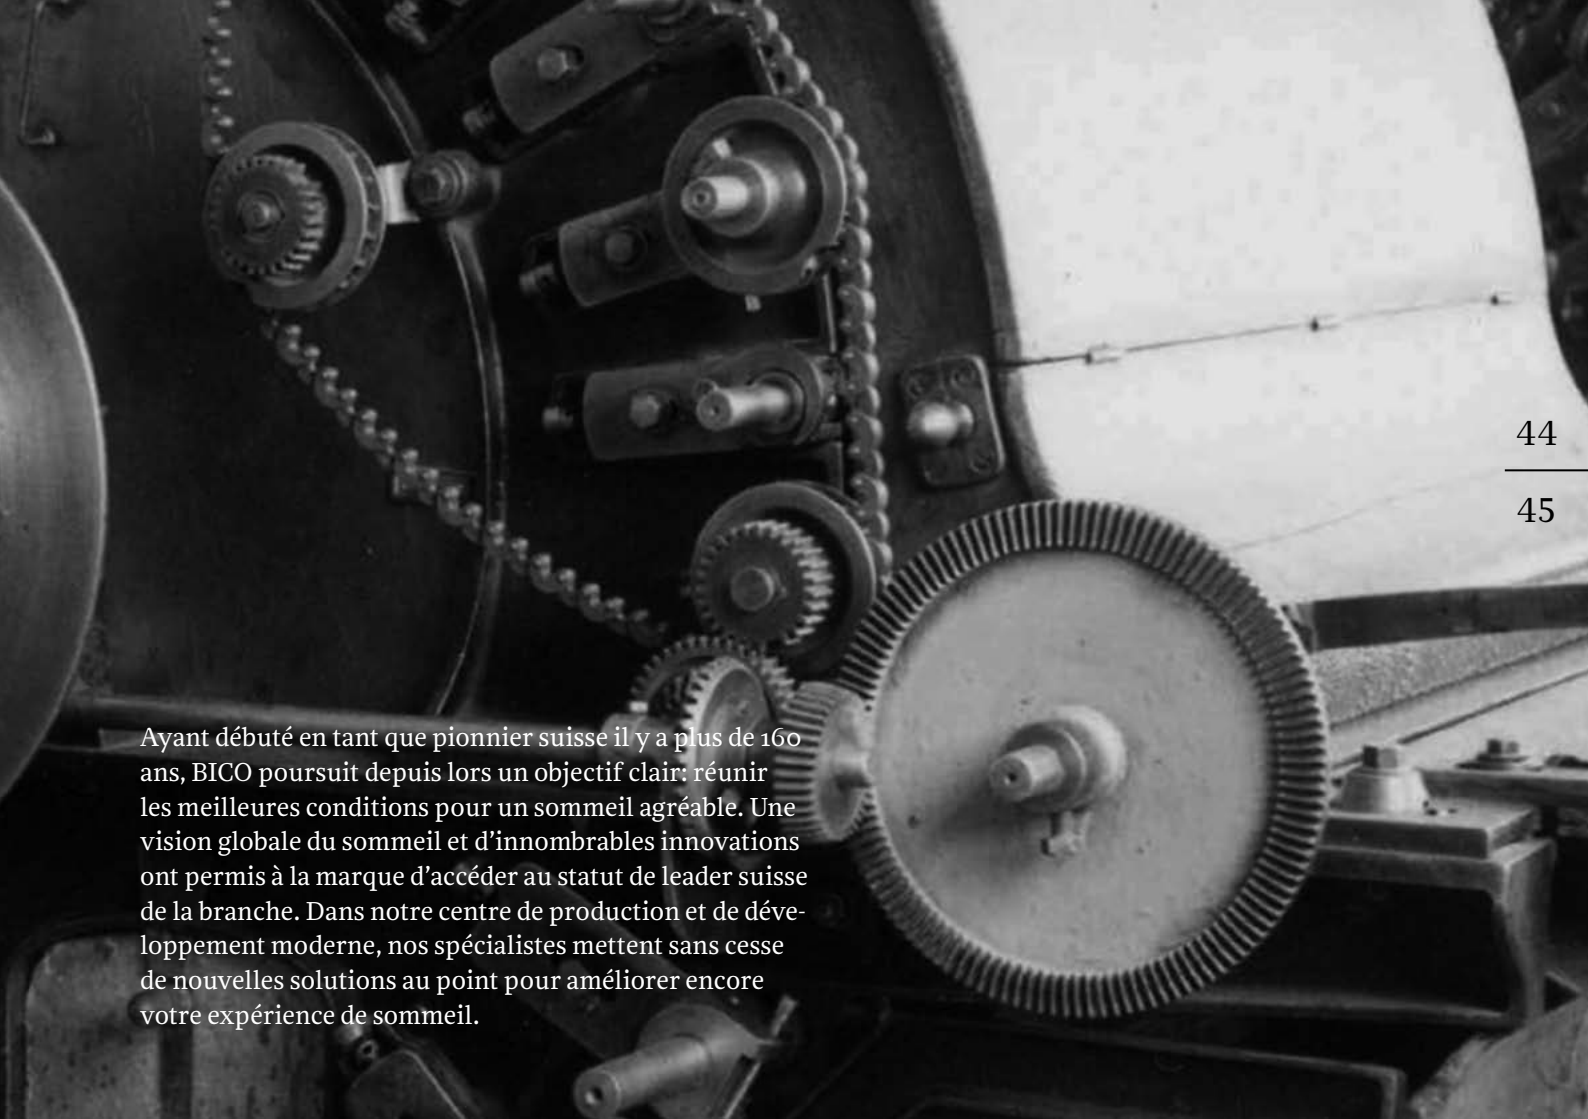 44
45
Ayant débuté en tant que pionnier suisse il y a plus de 160
ans, BICO poursuit depuis lors un objectif clair: réunir
les meilleures conditions pour un sommeil agréable. Une
vision globale du sommeil et d’innombrables innovations
ont permis à la marque d’accéder au statut de leader suisse
de la branche. Dans notre centre de production et de déve-
loppement moderne, nos spécialistes mettent sans cesse
de nouvelles solutions au point pour améliorer encore
votre expérience de sommeil.